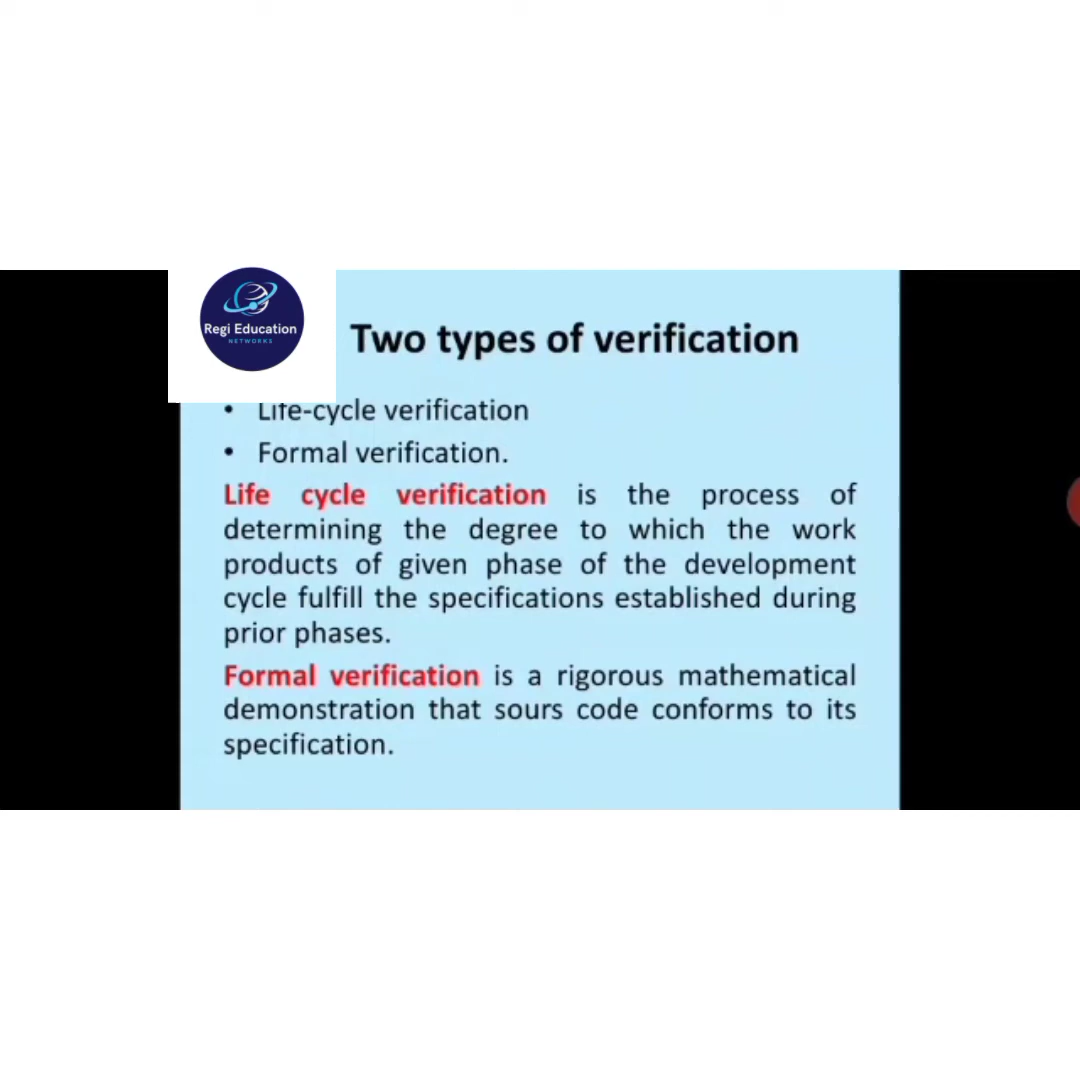 Regi Education
NETWORKS
Two types of verification
• Life-cycle verification
• Formal verification.
Life cycle verification is the process of
determining the degree to which the work
products of given phase of the development
cycle fulfill the specifications established during
prior phases.
Formal verification is a rigorous mathematical
demonstration that sours code conforms to its
specification.